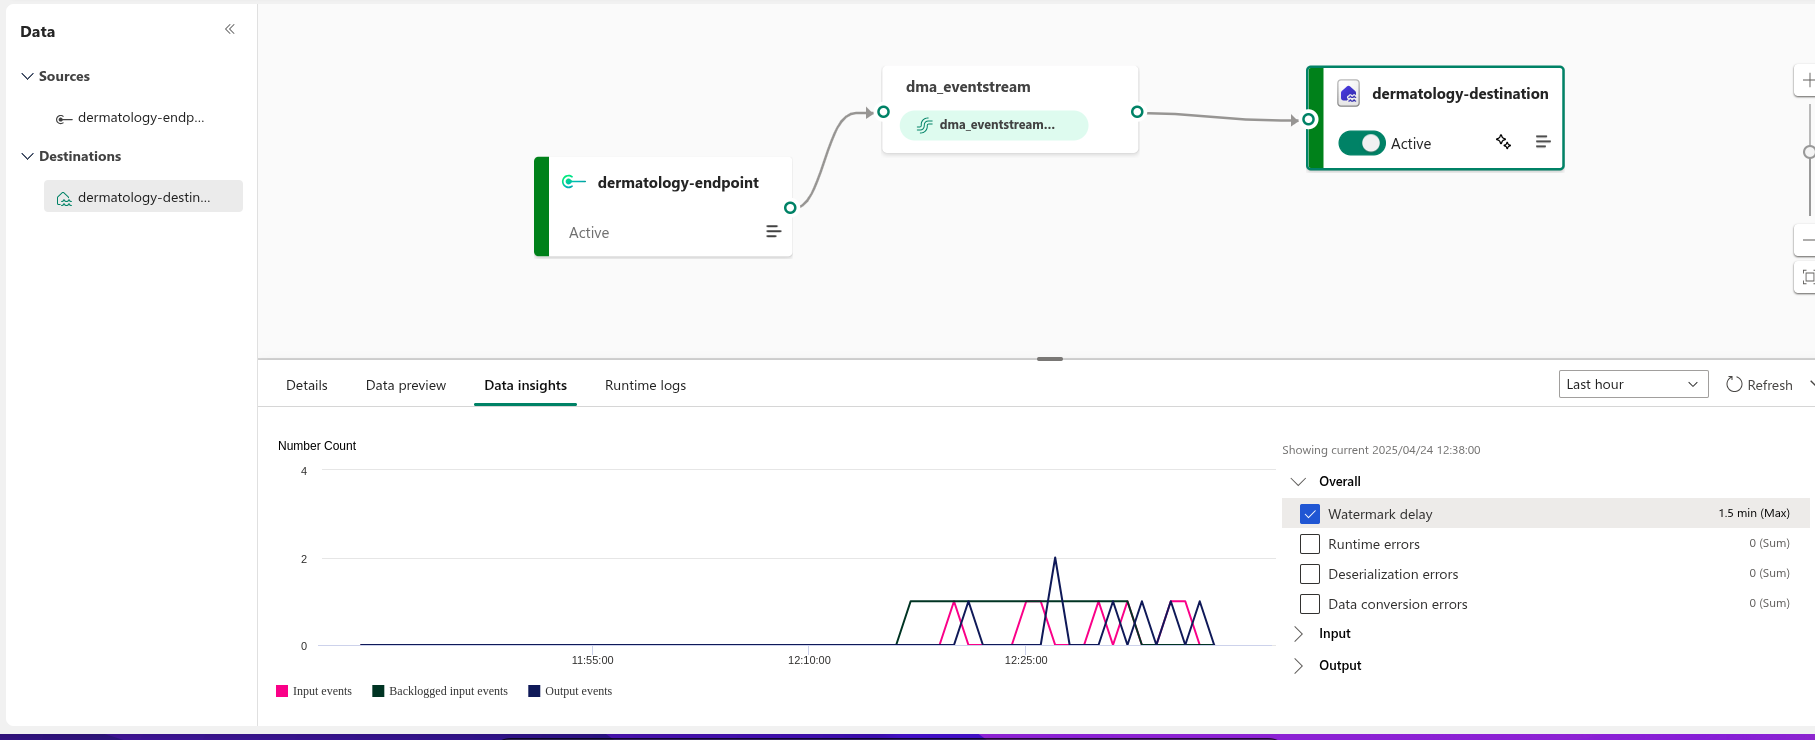 Data
Sources
dermatology-endp...
Destinations
dermatology-destin...
dma_eventstream
dma_eventstream...
dermatology-destination
Active
dermatology-endpoint
Active
Details
Data preview
Data insights
Runtime logs
Last hour
Refresh
Number Count
4
2
0
11:55:00
12:10:00
12:25:00
Input events
Backlogged input events
Output events
Showing current 2025/04/24 12:38:00
Overall
Watermark delay 1.5 min (Max)
Runtime errors 0 (Sum)
Deserialization errors 0 (Sum)
Data conversion errors 0 (Sum)
Input
Output